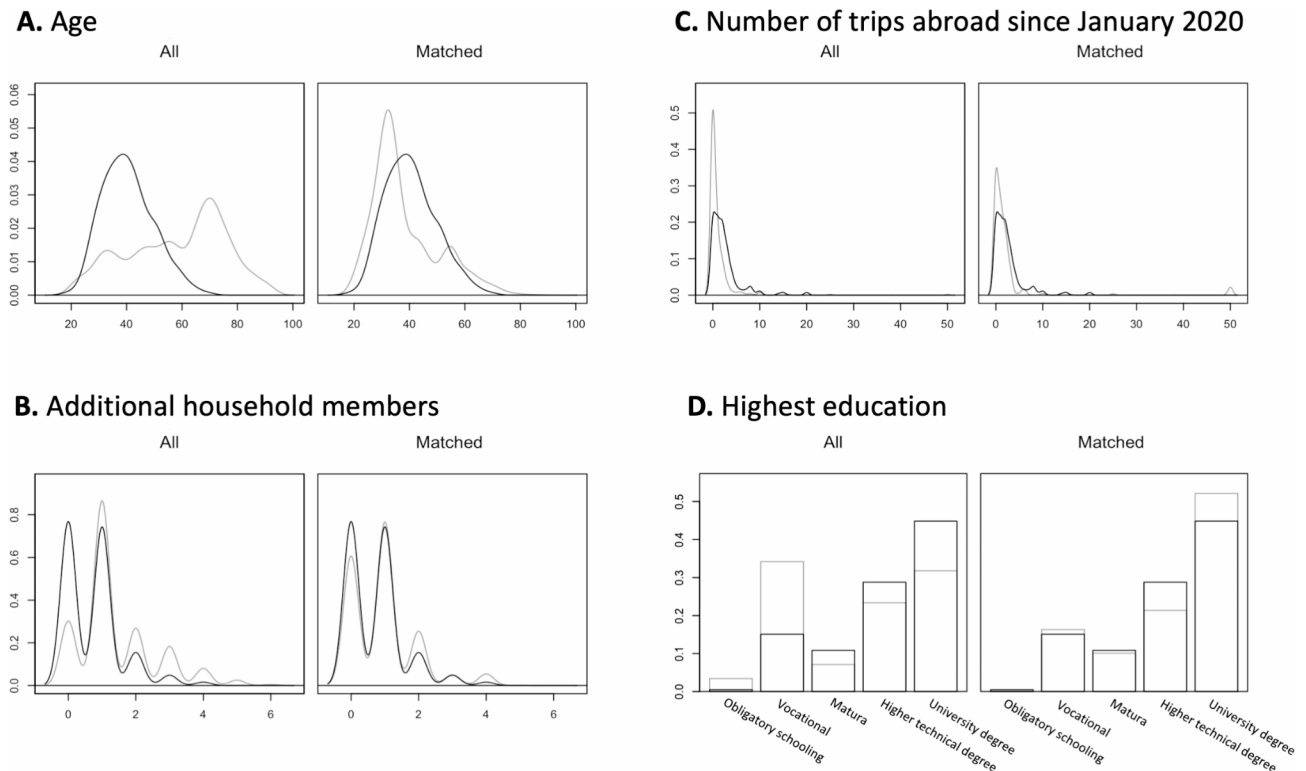 A. Age
All Matched
0.06
0.05
0.04
0.03
0.02
0.01
0.00
20 40 60 80 100 20 40 60 80 100
C. Number of trips abroad since January 2020
All Matched
0.5
0.4
0.3
0.2
0.1
0.0
0 10 20 30 40 50 0 10 20 30 40 50
B. Additional household members
All Matched
0.8
0.6
0.4
0.2
0.0
0 2 4 6 0 2 4 6
D. Highest education
All Matched
0.5
0.4
0.3
0.2
0.1
0.0
Obligatory schooling
Vocational
Matura
Higher technical degree
University degree
Obligatory schooling
Vocational
Matura
Higher technical degree
University degree